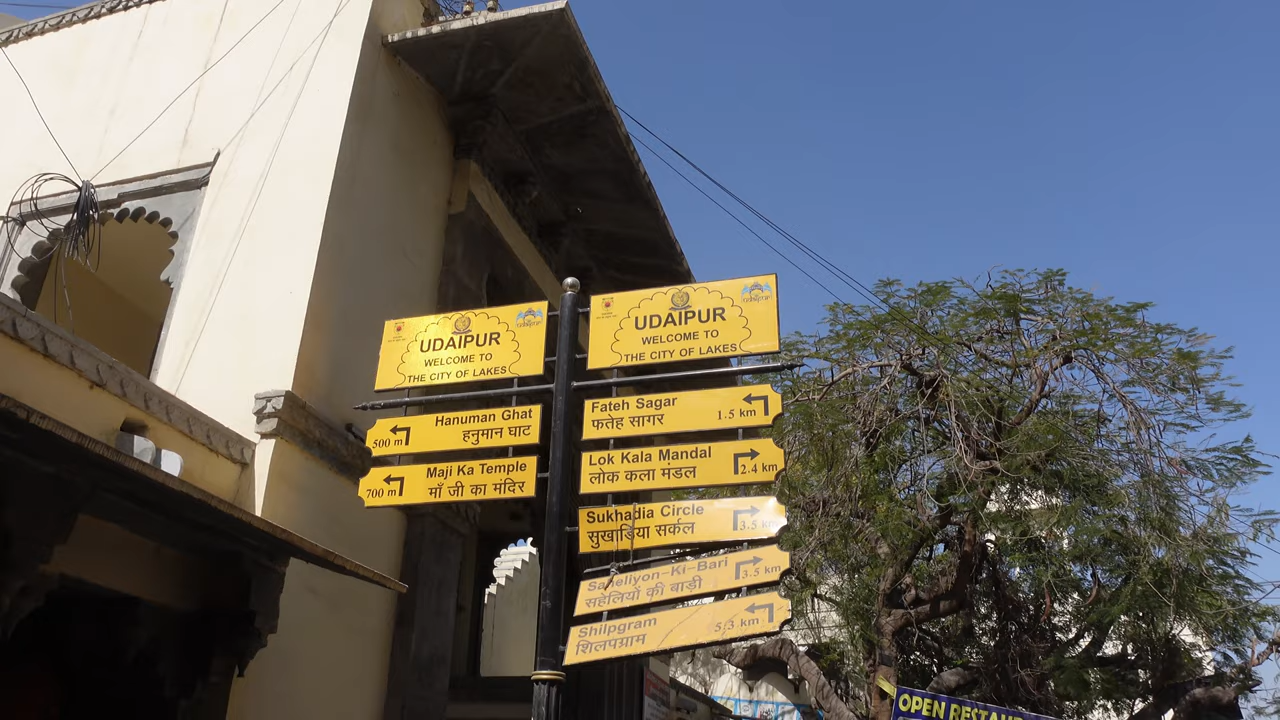 UDAIPUR
WELCOME TO
THE CITY OF LAKES
Hanuman Ghat
हनुमान घाट
500 m
Maji Ka Temple
माँ जी का मंदिर
700 m
UDAIPUR
WELCOME TO
THE CITY OF LAKES
Fateh Sagar
फतेह सागर
1.5 km
Lok Kala Mandal
लोक कला मंडल
2.4 km
Sukhadia Circle
सुखाड़िया सर्कल
3.5 km
Saheliyon-Ki-Bari
सहेलियों की बाड़ी
3.5 km
Shilpgram
शिलपग्राम
5.3 km
OPEN RESTAU